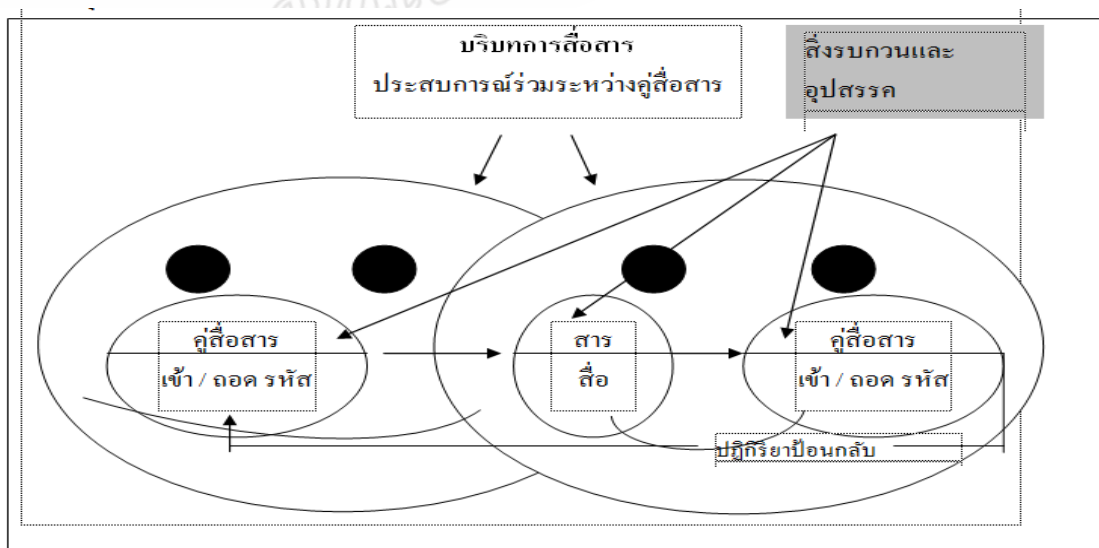 บริบทการสื่อสาร
ประสบการณ์ร่วมระหว่างคู่สื่อสาร
สิ่งรบกวนและ
อุปสรรค
คู่สื่อสาร
เข้า / ถอด รหัส
สาร
สื่อ
คู่สื่อสาร
เข้า / ถอด รหัส
ปฏิกิริยาป้อนกลับ